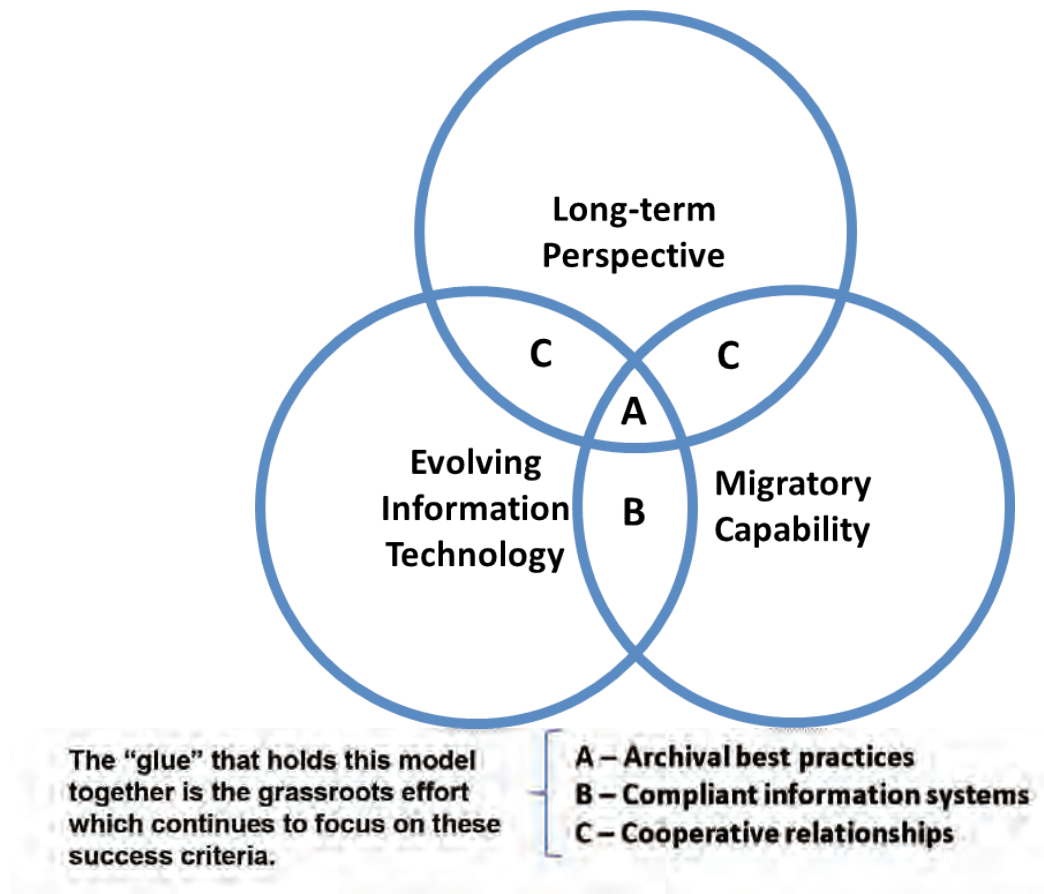 Long-term
Perspective
C
C
A
Evolving
Information
Technology
B
Migratory
Capability
The “glue” that holds this model
together is the grassroots effort
which continues to focus on these
success criteria.
A – Archival best practices
B – Compliant information systems
C – Cooperative relationships